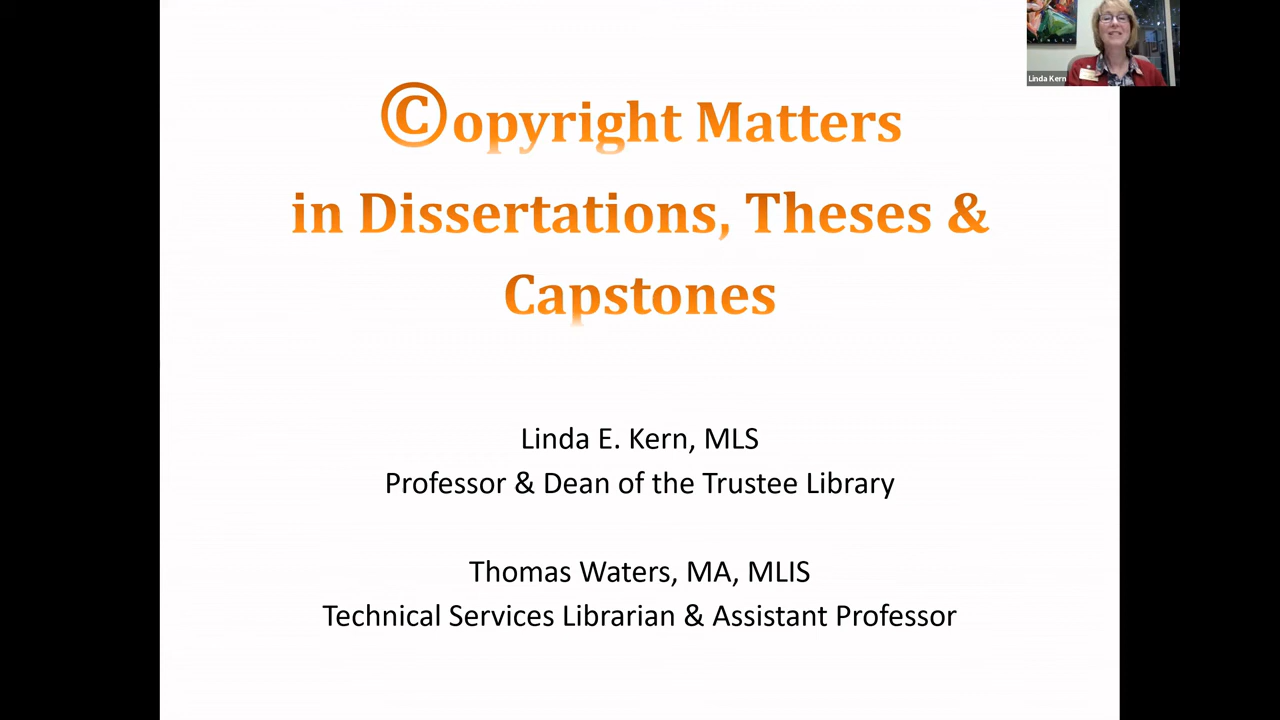 Linda Kern
©opyright Matters
in Dissertations, Theses &
Capstones
Linda E. Kern, MLS
Professor & Dean of the Trustee Library
Thomas Waters, MA, MLIS
Technical Services Librarian & Assistant Professor